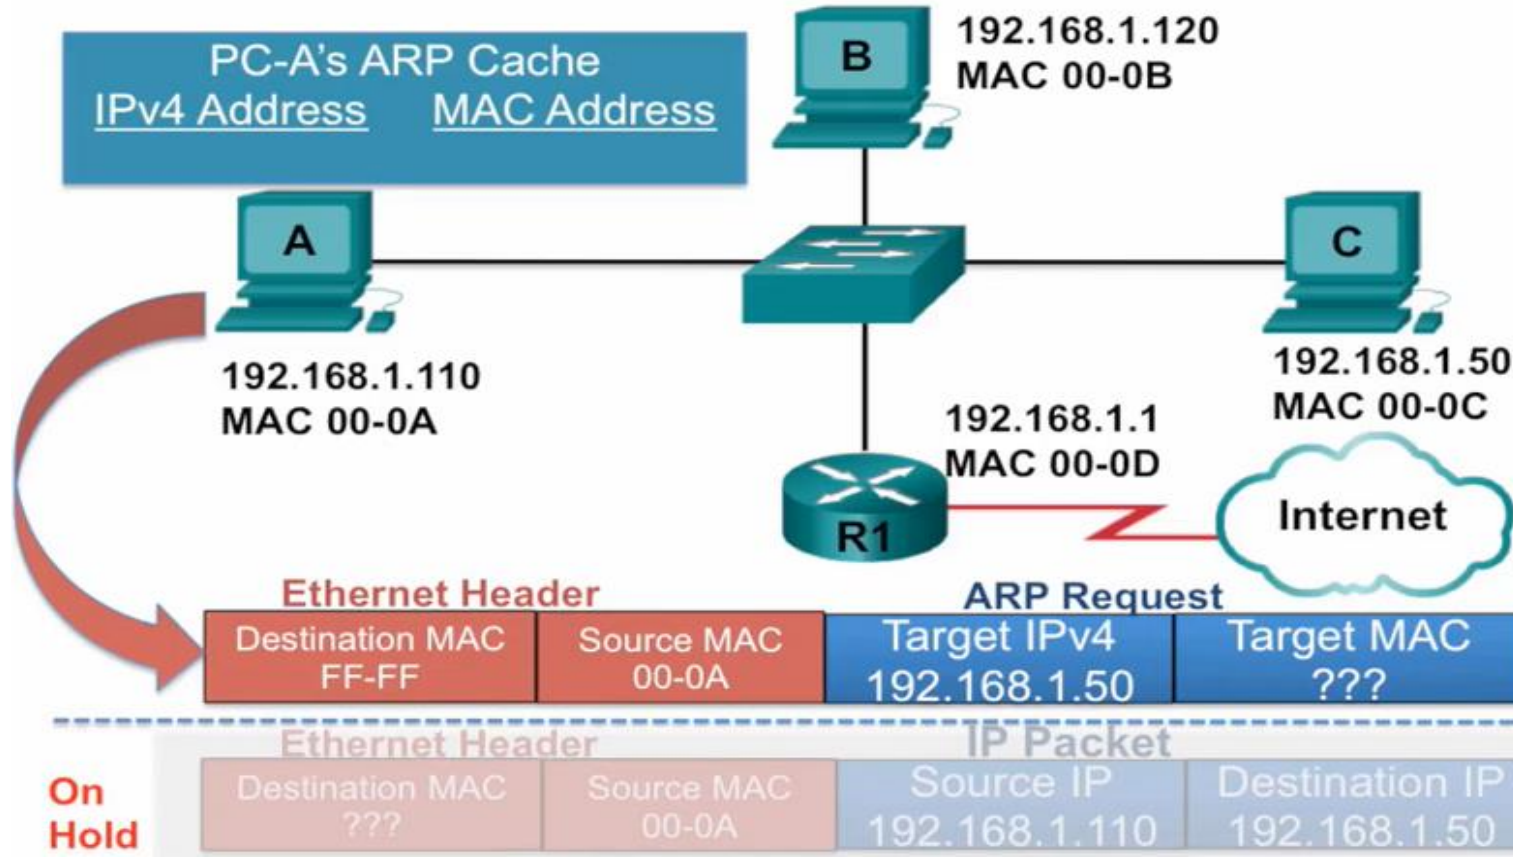 PC-A's ARP Cache
IPv4 Address MAC Address
B
192.168.1.120
MAC 00-0B
A
192.168.1.110
MAC 00-0A
C
192.168.1.50
MAC 00-0C
192.168.1.1
MAC 00-0D
R1
Internet
Ethernet Header
ARP Request
Destination MAC
FF-FF
Source MAC
00-0A
Target IPv4
192.168.1.50
Target MAC
???
On
Hold
Ethernet Header
IP Packet
Destination MAC
???
Source MAC
00-0A
Source IP
192.168.1.110
Destination IP
192.168.1.50